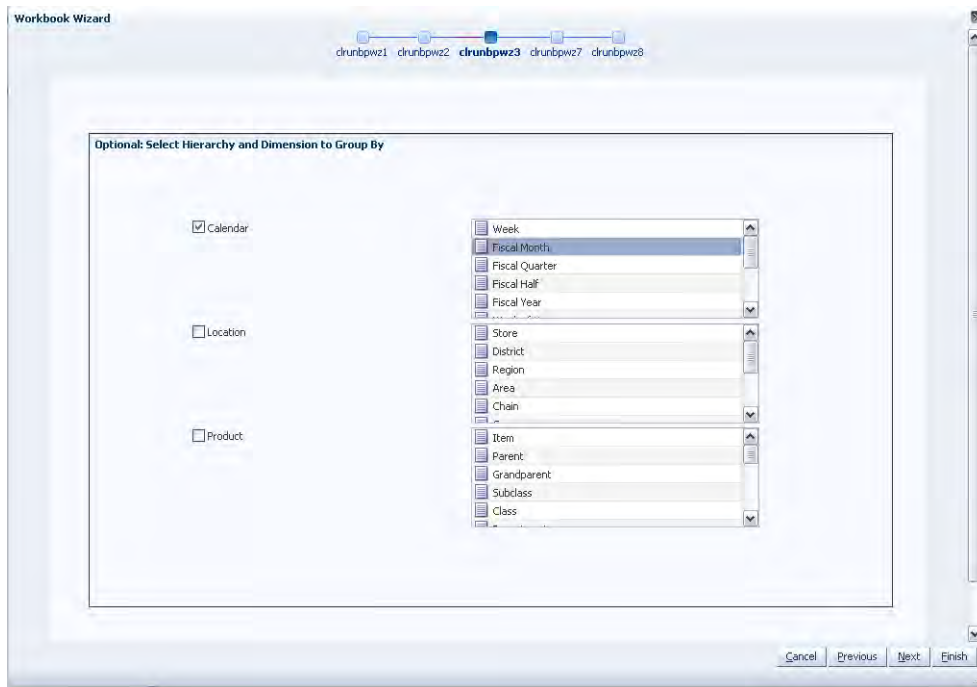 Workbook Wizard
clrunbpwz1 clrunbpwz2 clrunbpwz3 clrunbpwz7 clrunbpwz8
Optional: Select Hierarchy and Dimension to Group By
Calendar
Week
Fiscal Month
Fiscal Quarter
Fiscal Half
Fiscal Year
Location
Store
District
Region
Area
Chain
Product
Item
Parent
Grandparent
Subclass
Class
Cancel Previous Next Finish